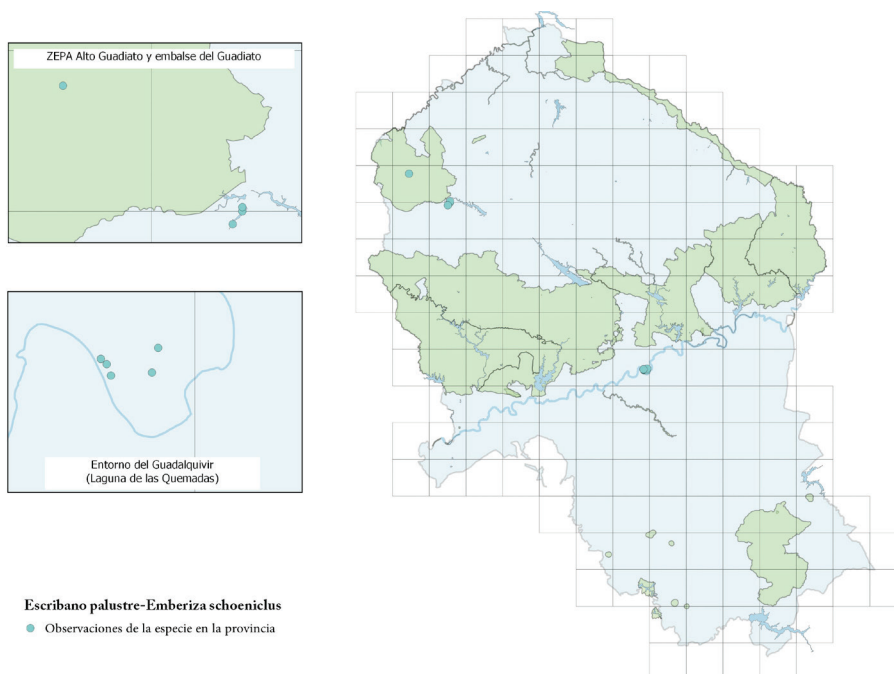 ZEPA Alto Guadiato y embalse del Guadiato
Entorno del Guadalquivir
(Laguna de las Quemadas)
Escribano palustre-Emberiza schoeniclus
Observaciones de la especie en la provincia